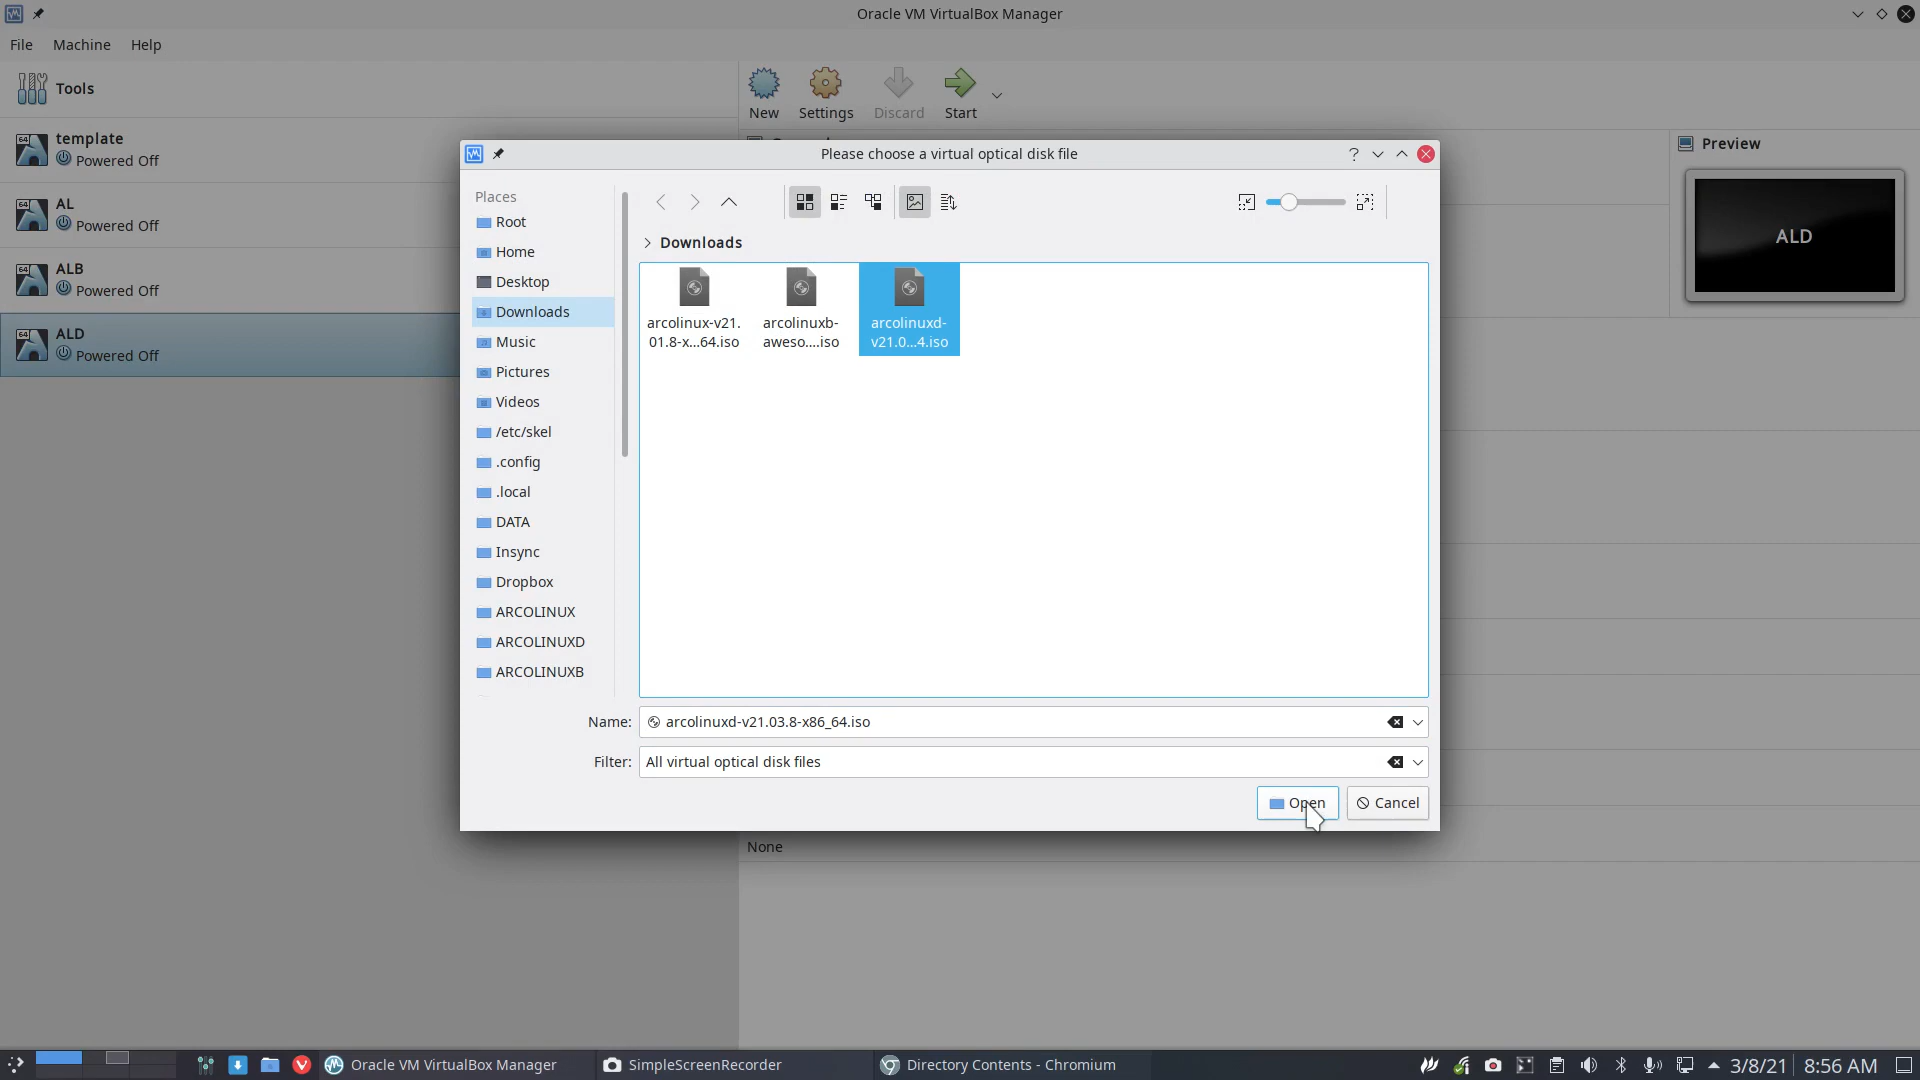 Oracle VM VirtualBox Manager
File Machine Help
Tools
New Settings Discard Start
template
64
Powered Off
AL
64
Powered Off
ALB
64
Powered Off
ALD
64
Powered Off
Preview
ALD
Please choose a virtual optical disk file
?
Places
Root
Home
Desktop
Downloads
Music
Pictures
Videos
/etc/skel
.config
.local
DATA
Insync
Dropbox
ARCOLINUX
ARCOLINUXD
ARCOLINUXB
Downloads
arcolinux-v21.
01.8-x...64.iso
arcolinuxb-
aweso....iso
arcolinuxd-
v21.0...4.iso
Name: arcolinuxd-v21.03.8-x86_64.iso
Filter: All virtual optical disk files
Open Cancel
None
Oracle VM VirtualBox Manager SimpleScreenRecorder Directory Contents - Chromium 3/8/21 8:56 AM